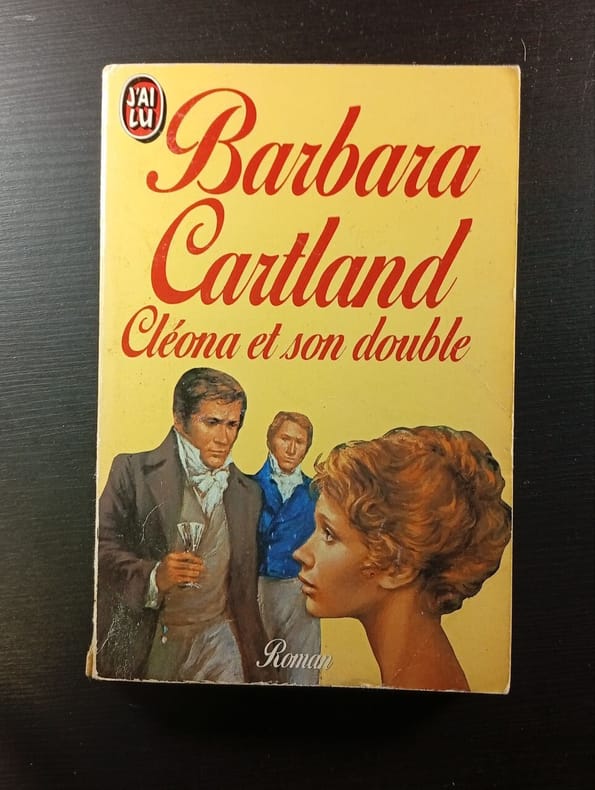 J'AI
LU
Barbara
Cartland
Cléona et son double
Roman